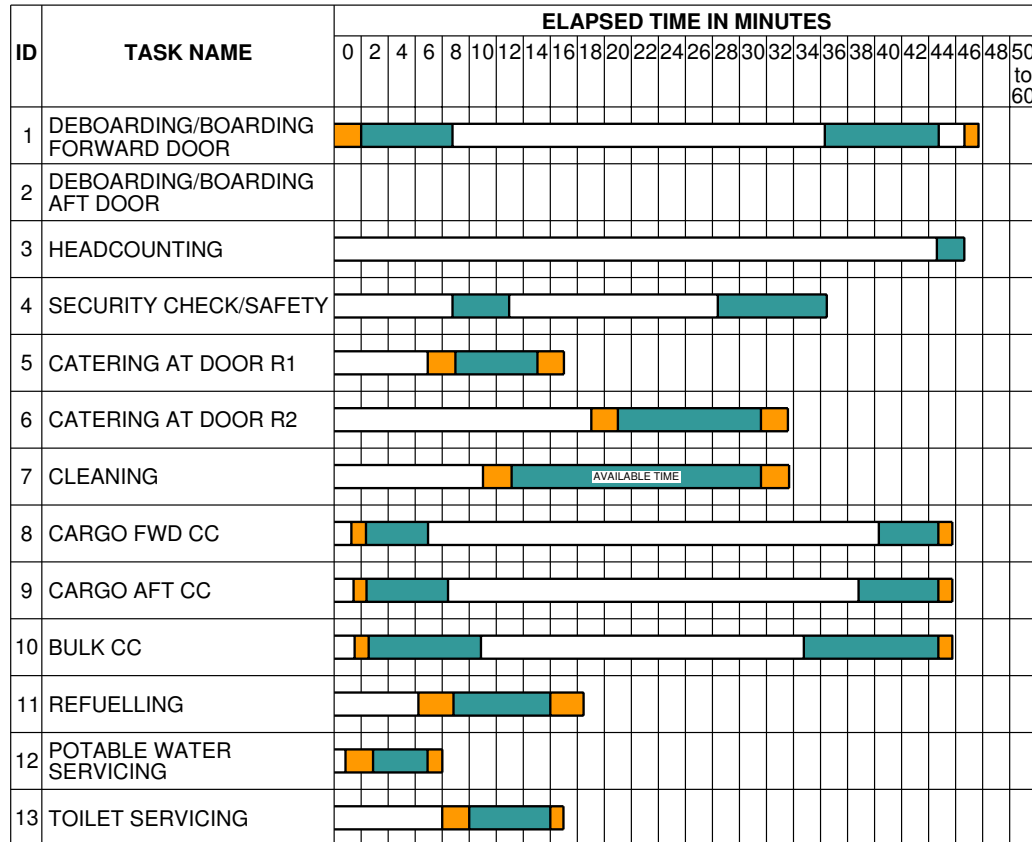 ELAPSED TIME IN MINUTES
ID TASK NAME 0 2 4 6 8 10 12 14 16 18 20 22 24 26 28 30 32 34 36 38 40 42 44 46 48 50
to
60
1 DEBOARDING/BOARDING
FORWARD DOOR
2 DEBOARDING/BOARDING
AFT DOOR
3 HEADCOUNTING
4 SECURITY CHECK/SAFETY
5 CATERING AT DOOR R1
6 CATERING AT DOOR R2
7 CLEANING AVAILABLE TIME
8 CARGO FWD CC
9 CARGO AFT CC
10 BULK CC
11 REFUELLING
12 POTABLE WATER
SERVICING
13 TOILET SERVICING